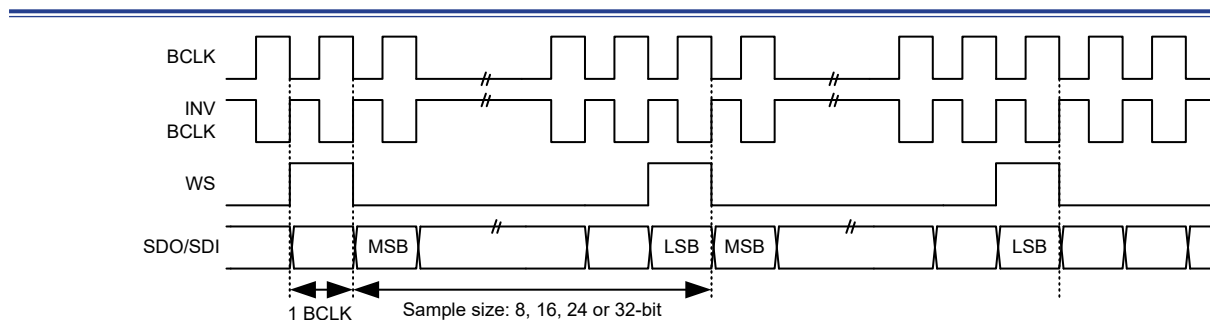 BCLK
INV
BCLK
WS
SDO/SDI
MSB
LSB
MSB
LSB
1 BCLK
Sample size: 8, 16, 24 or 32-bit